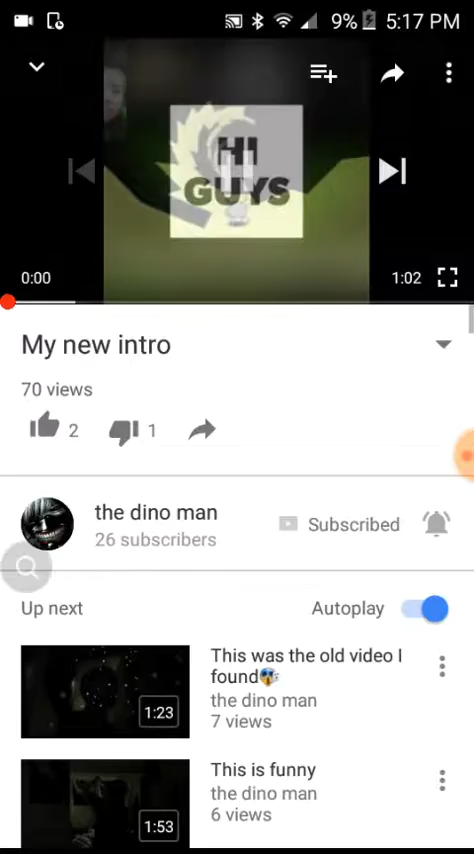 9% 5:17 PM
HI
GUYS
0:00 1:02
My new intro
70 views
2 1
the dino man Subscribed
26 subscribers
Up next Autoplay
This was the old video I
found😱
the dino man
7 views
1:23
This is funny
the dino man
6 views
1:53